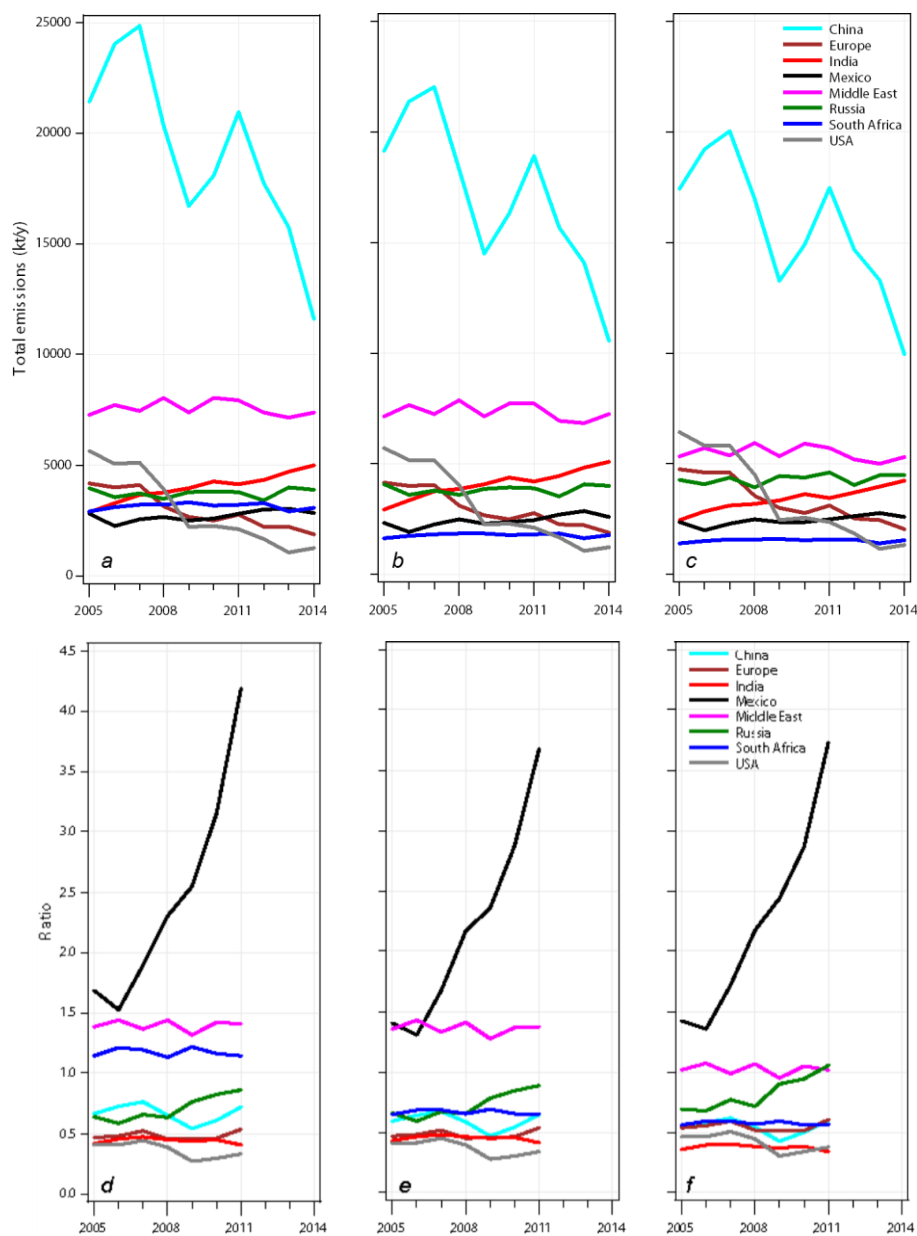 25000
20000
15000
10000
5000
0
Total emissions (kt/y)
China
Europe
India
Mexico
Middle East
Russia
South Africa
USA
a
b
c
2005 2008 2011 2014
2005 2008 2011 2014
2005 2008 2011 2014
4.5
4.0
3.5
3.0
2.5
2.0
1.5
1.0
0.5
0.0
Ratio
China
Europe
India
Mexico
Middle East
Russia
South Africa
USA
d
e
f
2005 2008 2011 2014
2005 2008 2011 2014
2005 2008 2011 2014